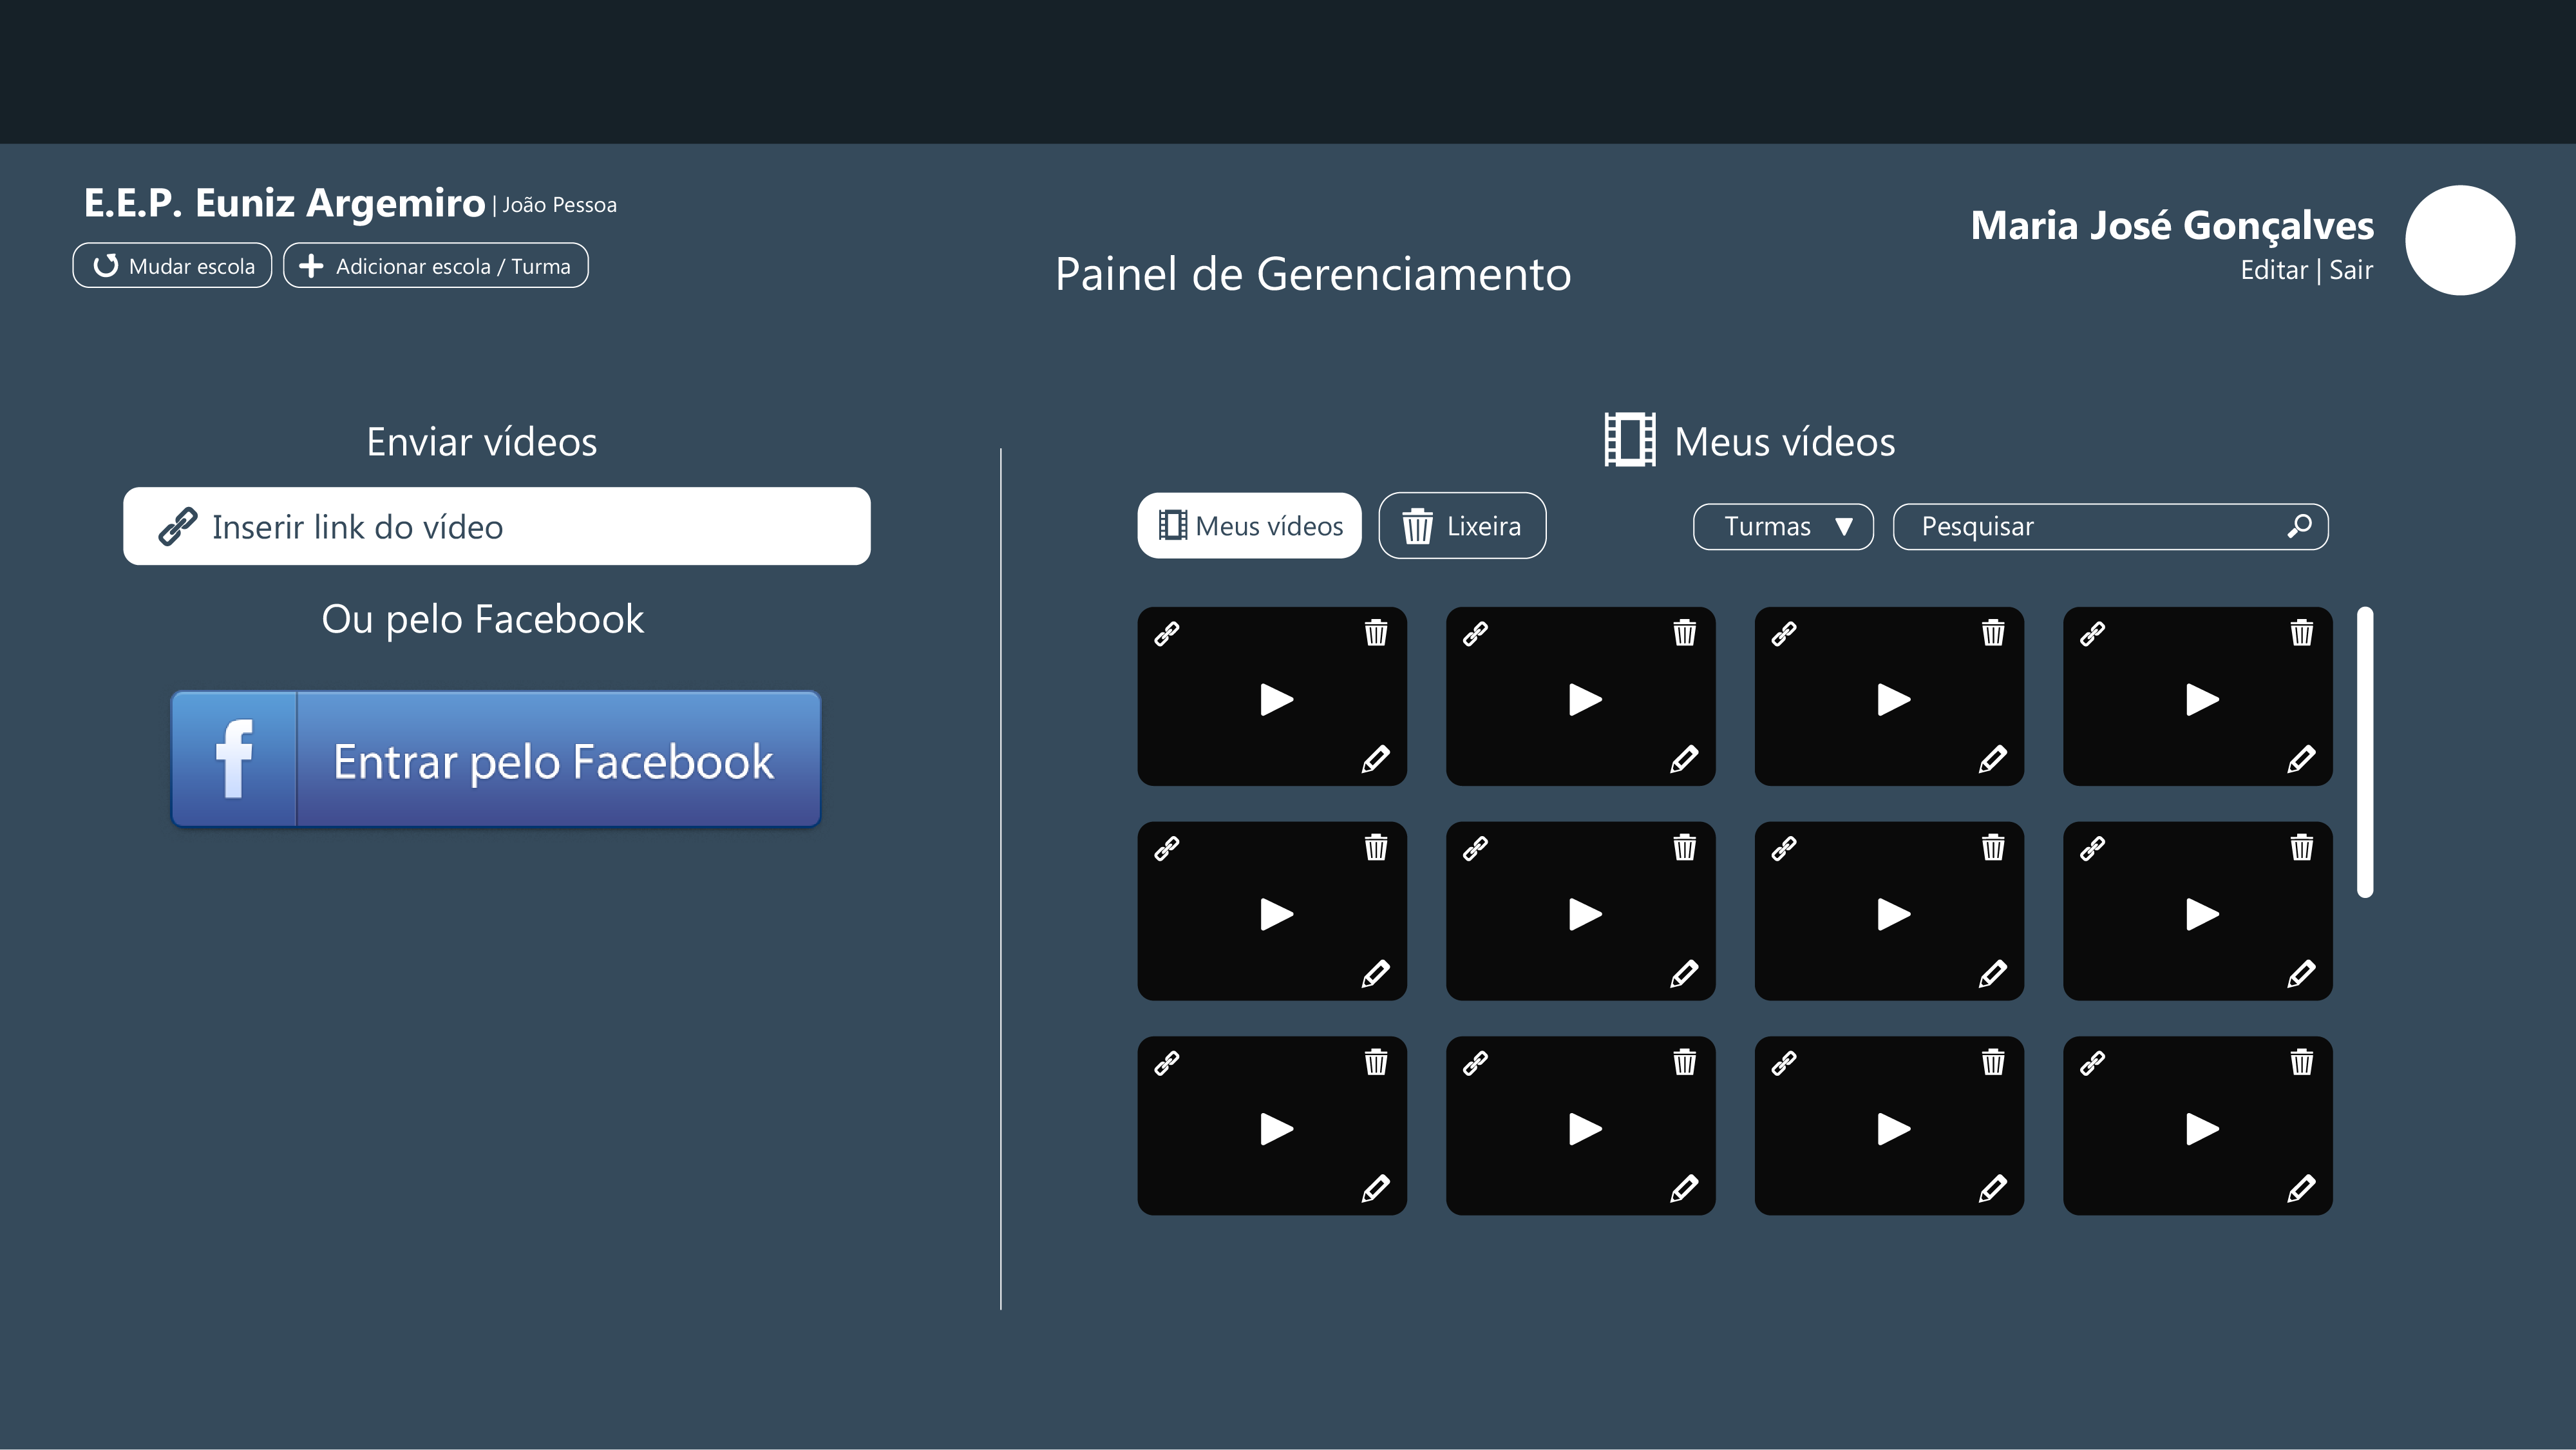 E.E.P. Euniz Argemiro | João Pessoa
Mudar escola
Adicionar escola / Turma
Painel de Gerenciamento
Maria José Gonçalves
Editar | Sair
Enviar vídeos
Inserir link do vídeo
Ou pelo Facebook
f Entrar pelo Facebook
Meus vídeos
Meus vídeos
Lixeira
Turmas
Pesquisar